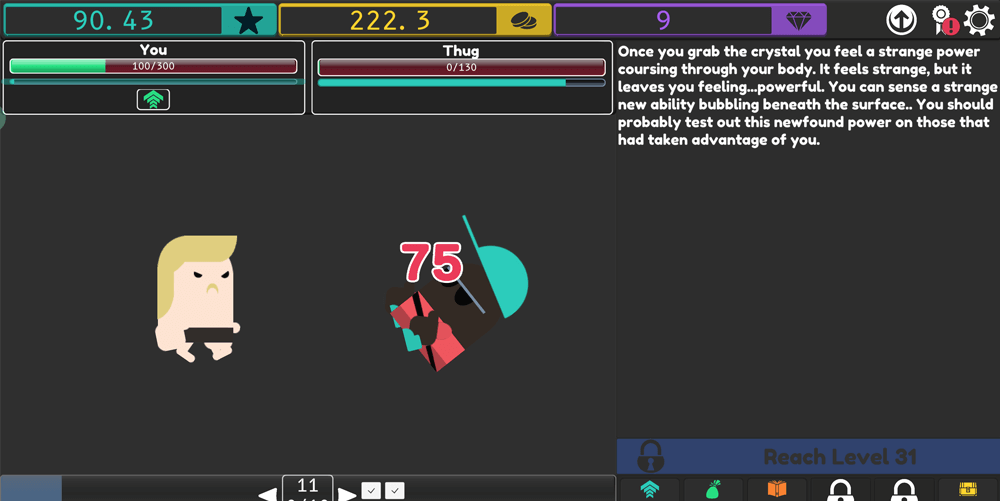 90.43
222.3
9
You
100/300
Thug
0/130
Once you grab the crystal you feel a strange power
coursing through your body. It feels strange, but it
leaves you feeling...powerful. You can sense a strange
new ability bubbling beneath the surface.. You should
probably test out this newfound power on those that
had taken advantage of you.
75
Reach Level 31
11